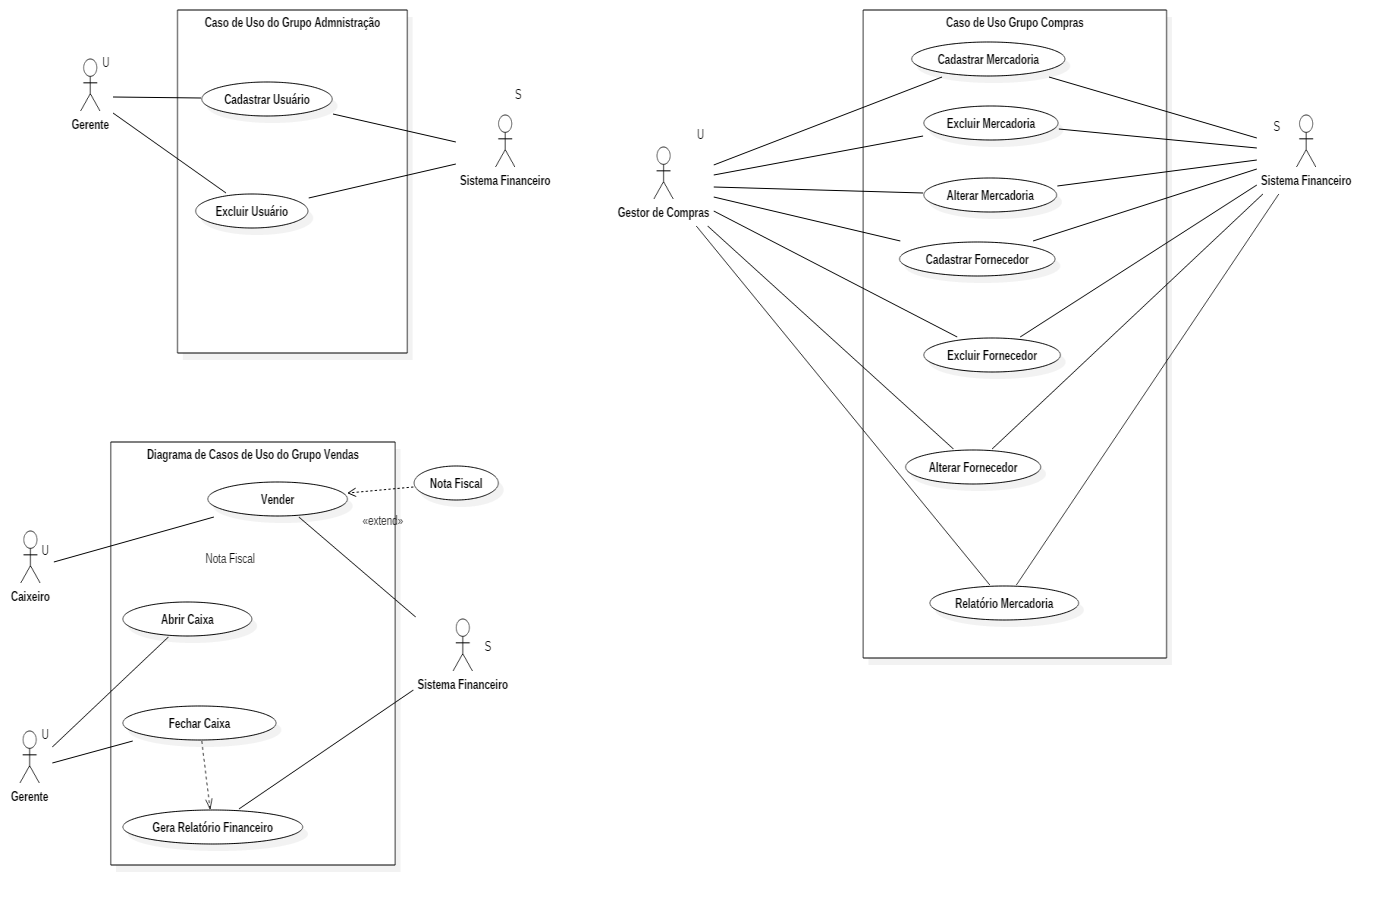 Caso de Uso do Grupo Admnistração
U
Gerente
Cadastrar Usuário
Excluir Usuário
S
Sistema Financeiro
Caso de Uso Grupo Compras
U
Gestor de Compras
Cadastrar Mercadoria
Excluir Mercadoria
Alterar Mercadoria
Cadastrar Fornecedor
Excluir Fornecedor
Alterar Fornecedor
Relatório Mercadoria
S
Sistema Financeiro
Diagrama de Casos de Uso do Grupo Vendas
Vender
Nota Fiscal
«extend»
U
Caixeiro
Nota Fiscal
Abrir Caixa
S
Sistema Financeiro
Fechar Caixa
U
Gerente
Gera Relatório Financeiro